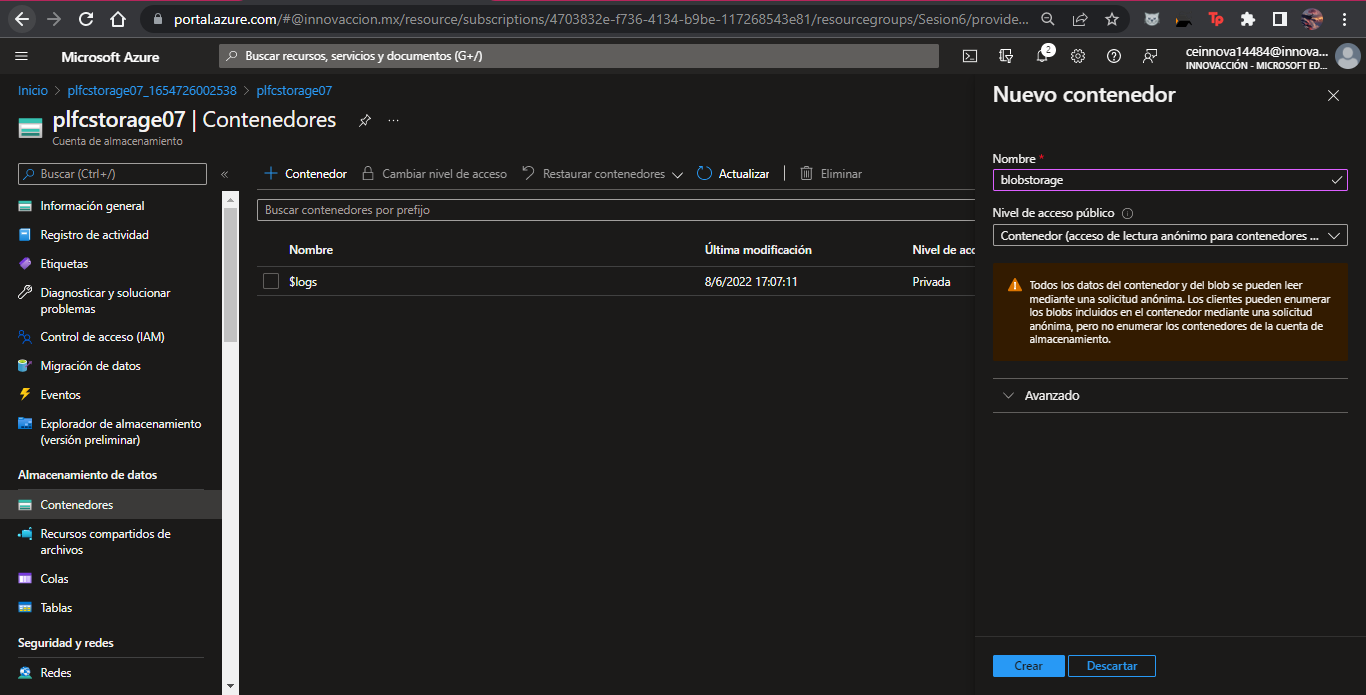 portal.azure.com/#@innovaccion.mx/resource/subscriptions/4703832e-f736-4134-b9be-117268543e81/resourcegroups/Sesion6/provide...
Microsoft Azure
Buscar recursos, servicios y documentos (G+/)
2
ceinnova14484@innova...
INNOVACCIÓN - MICROSOFT ED...
Inicio > plfcstorage07_1654726002538 > plfcstorage07
plfcstorage07 | Contenedores
Cuenta de almacenamiento
Buscar (Ctrl+/)
Información general
Registro de actividad
Etiquetas
Diagnosticar y solucionar
problemas
Control de acceso (IAM)
Migración de datos
Eventos
Explorador de almacenamiento
(versión preliminar)
Almacenamiento de datos
Contenedores
Recursos compartidos de
archivos
Colas
Tablas
Seguridad y redes
Redes
Contenedor Cambiar nivel de acceso Restaurar contenedores Actualizar Eliminar
Buscar contenedores por prefijo
Nombre Última modificación Nivel de acc
$logs 8/6/2022 17:07:11 Privada
Nuevo contenedor
Nombre *
blobstorage
Nivel de acceso público
Contenedor (acceso de lectura anónimo para contenedores ...
Todos los datos del contenedor y del blob se pueden leer
mediante una solicitud anónima. Los clientes pueden enumerar
los blobs incluidos en el contenedor mediante una solicitud
anónima, pero no enumerar los contenedores de la cuenta de
almacenamiento.
Avanzado
Crear Descartar